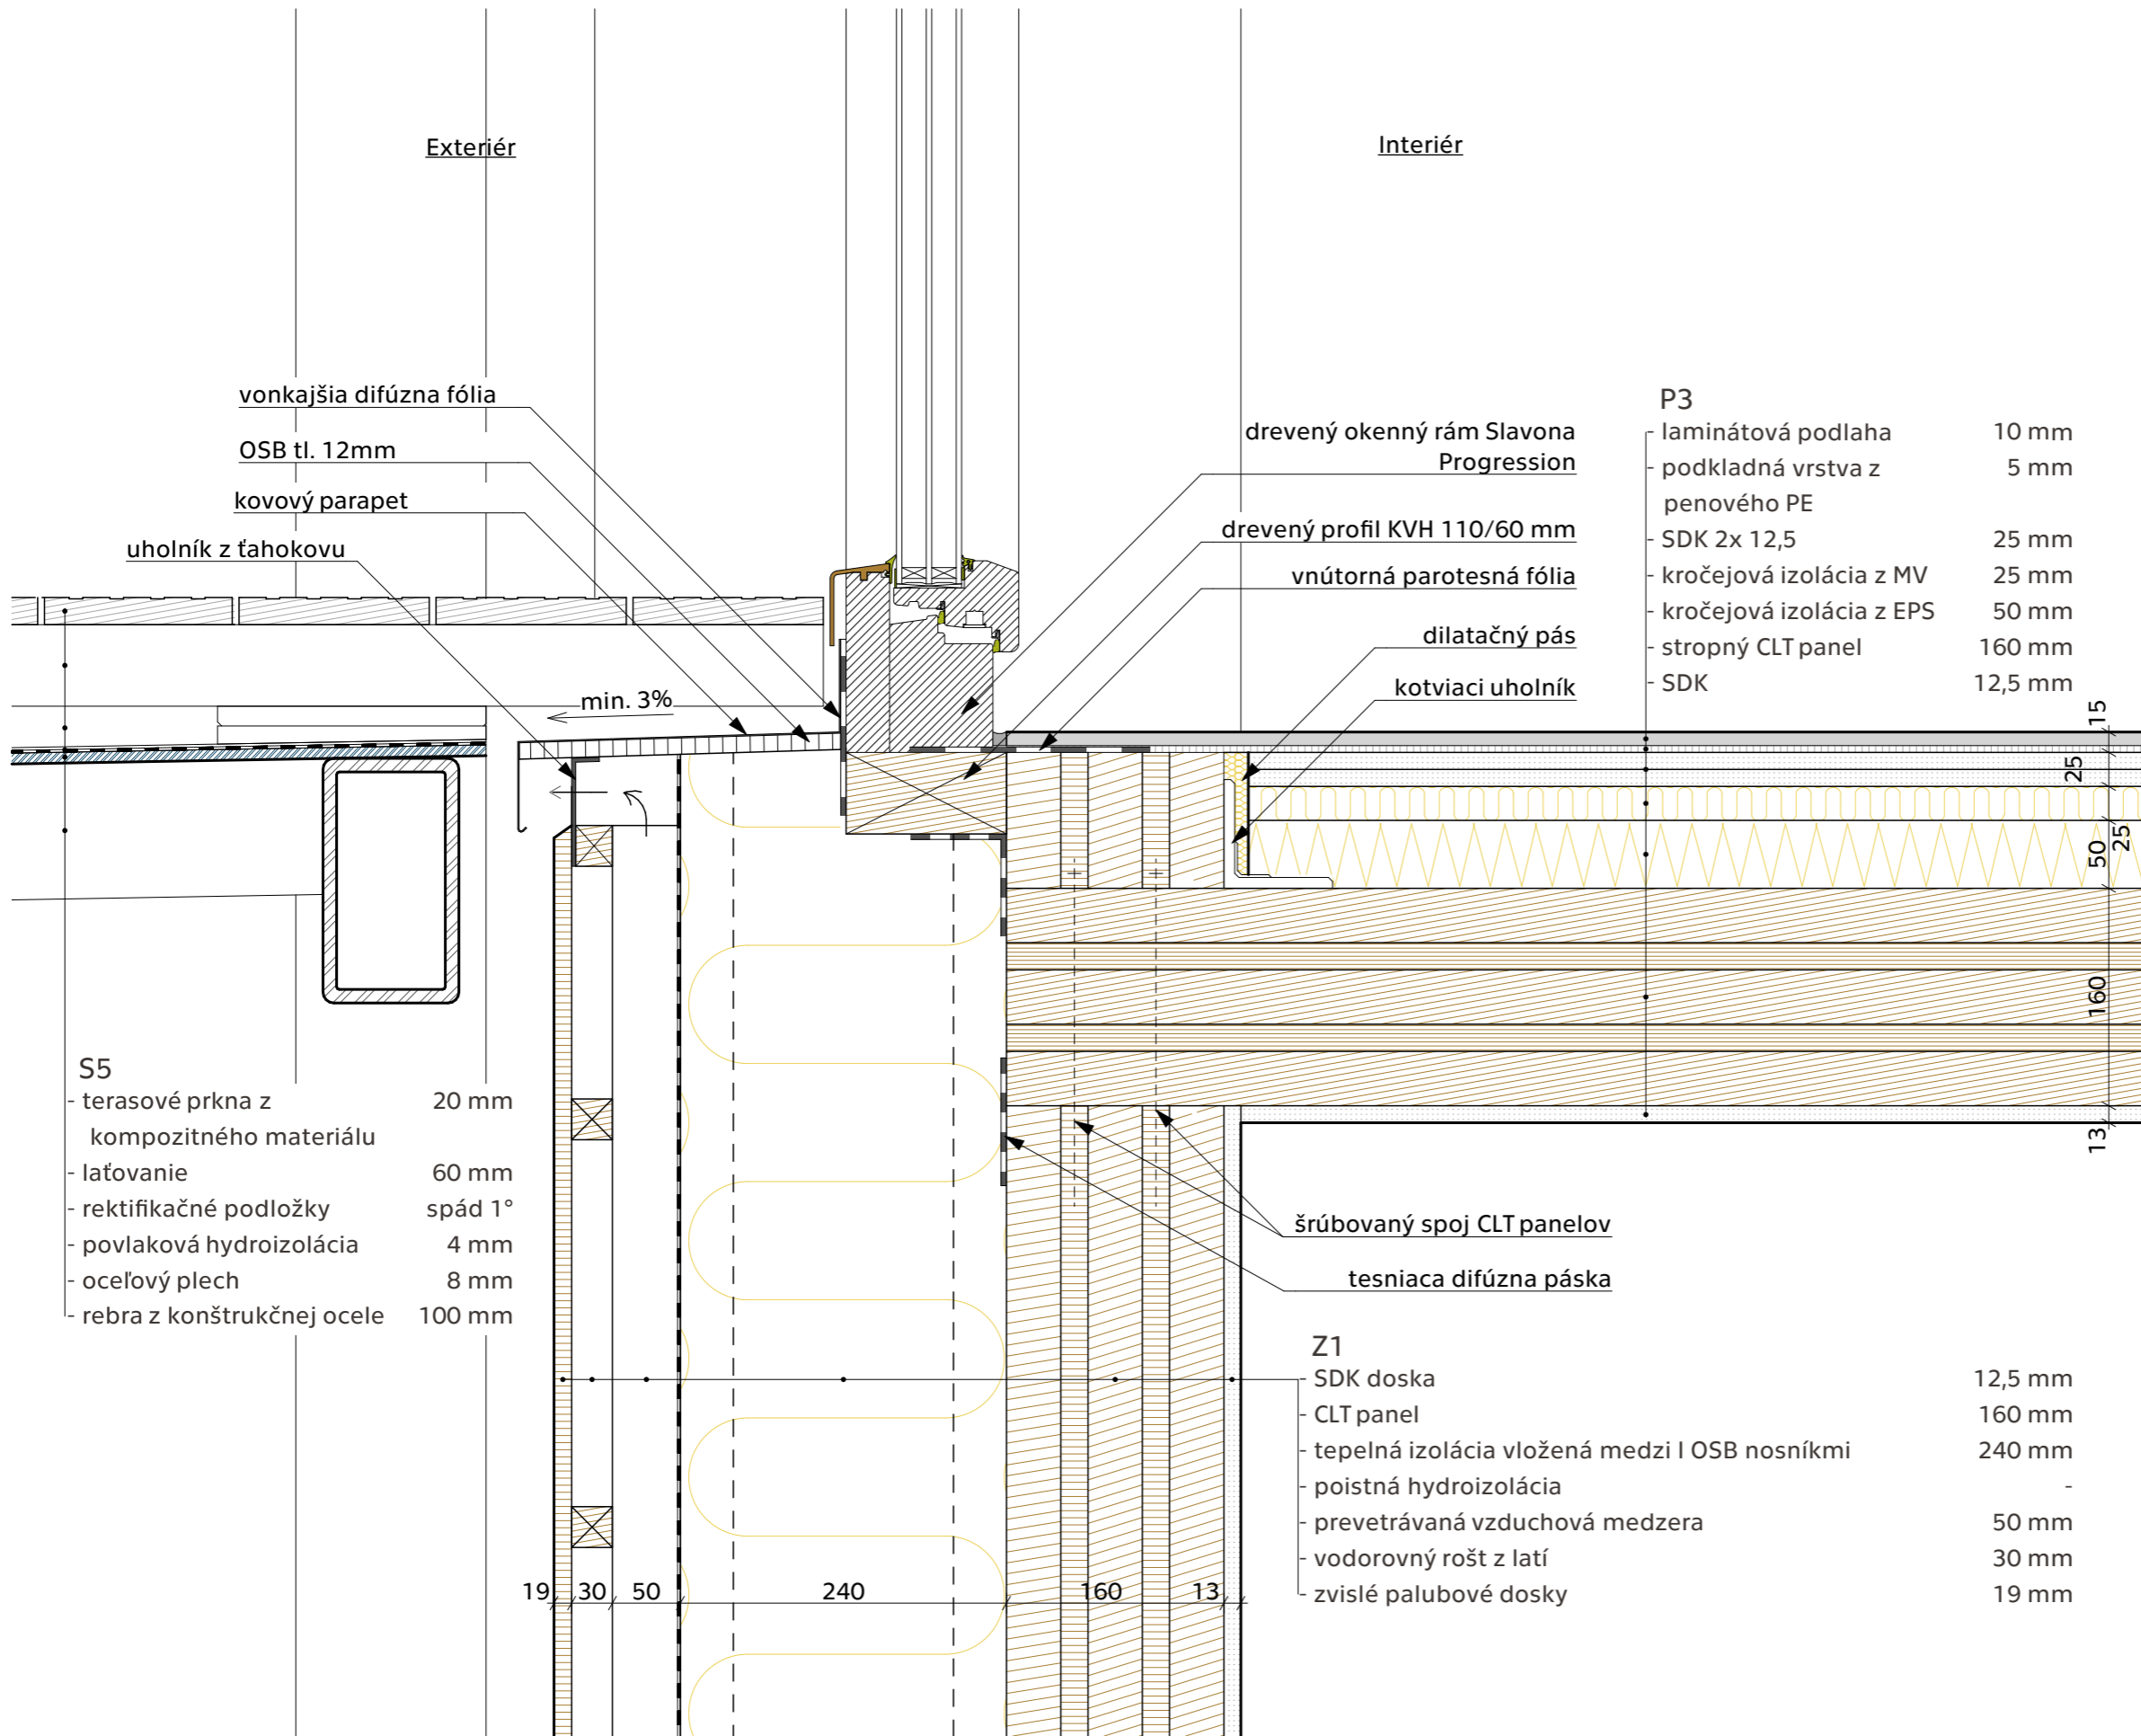 Exteriér
Interiér
vonkajšia difúzna fólia
OSB tl. 12mm
kovový parapet
uholník z ťahokovu
min. 3%
drevený okenný rám Slavona
Progression
drevený profil KVH 110/60 mm
vnútorná parotesná fólia
dilatačný pás
kotviaci uholník
P3
- laminátová podlaha 10 mm
- podkladná vrstva z 5 mm
penového PE
- SDK 2x 12,5 25 mm
- kročejová izolácia z MV 25 mm
- kročejová izolácia z EPS 50 mm
- stropný CLT panel 160 mm
- SDK 12,5 mm
15
25
25
50
160
13
S5
- terasové prkna z 20 mm
kompozitného materiálu
- laťovanie 60 mm
- rektifikačné podložky spád 1°
- povlaková hydroizolácia 4 mm
- oceľový plech 8 mm
- rebra z konštrukčnej ocele 100 mm
šrúbovaný spoj CLT panelov
tesniaca difúzna páska
Z1
- SDK doska 12,5 mm
- CLT panel 160 mm
- tepelná izolácia vložená medzi I OSB nosníkmi 240 mm
- poistná hydroizolácia -
- prevetrávaná vzduchová medzera 50 mm
- vodorovný rošt z latí 30 mm
- zvislé palubové dosky 19 mm
19 30 50 240 160 13